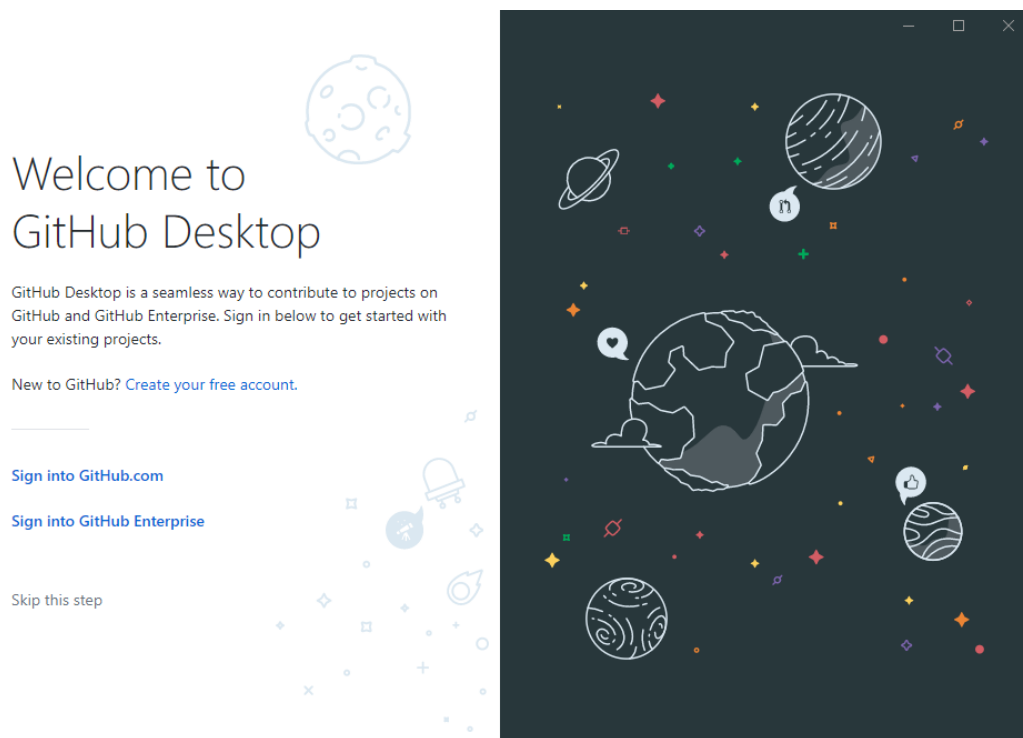 Welcome to
GitHub Desktop
GitHub Desktop is a seamless way to contribute to projects on
GitHub and GitHub Enterprise. Sign in below to get started with
your existing projects.
New to GitHub? Create your free account.
Sign into GitHub.com
Sign into GitHub Enterprise
Skip this step